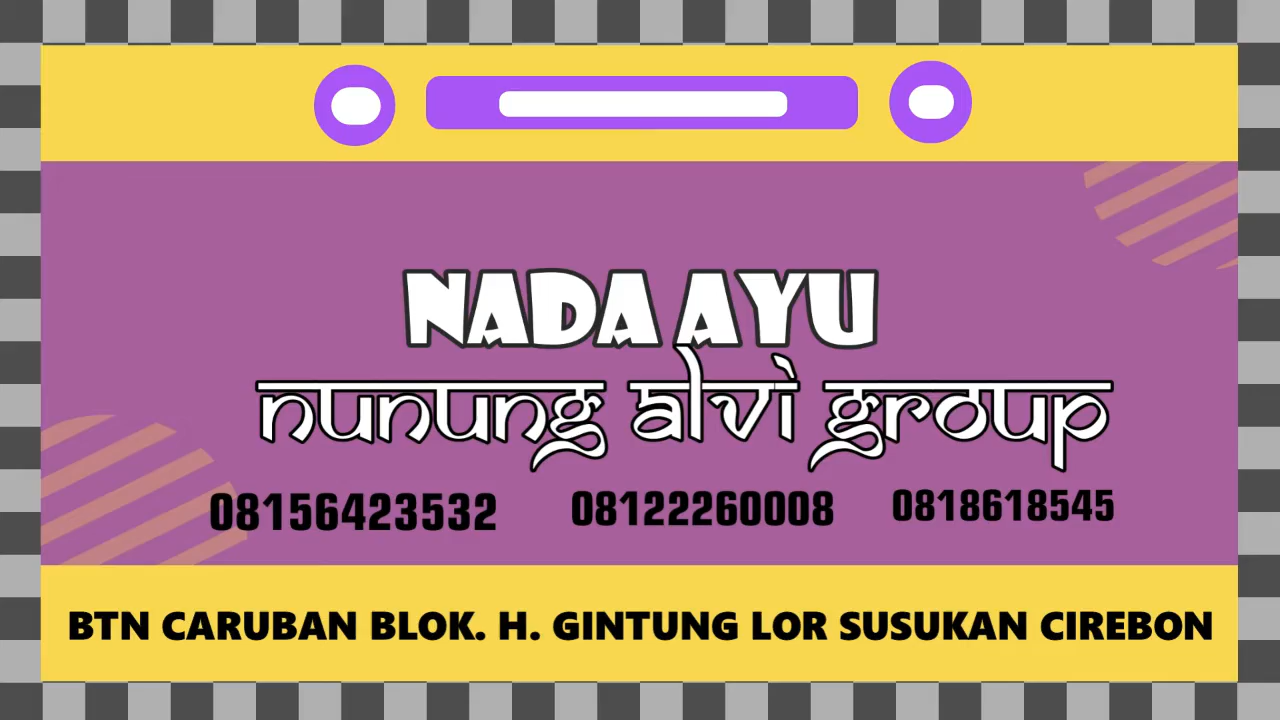 NADA AYU
nunung alvi group
08156423532 08122260008 0818618545
BTN CARUBAN BLOK. H. GINTUNG LOR SUSUKAN CIREBON